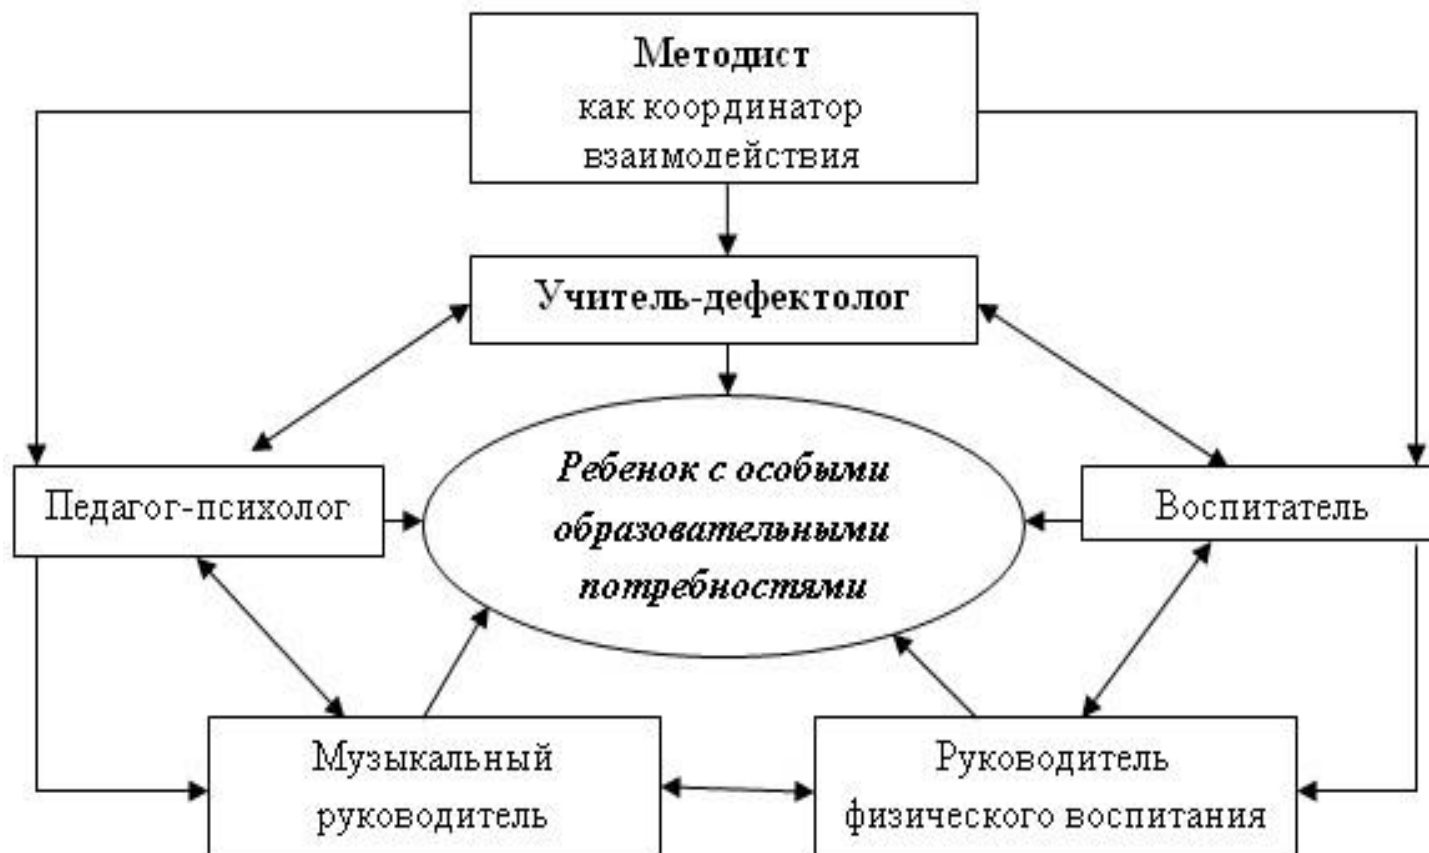 Методист
как координатор
взаимодействия
Учитель-дефектолог
Ребенок с особыми
образовательными
потребностями
Педагог-психолог
Воспитатель
Музыкальный
руководитель
Руководитель
физического воспитания